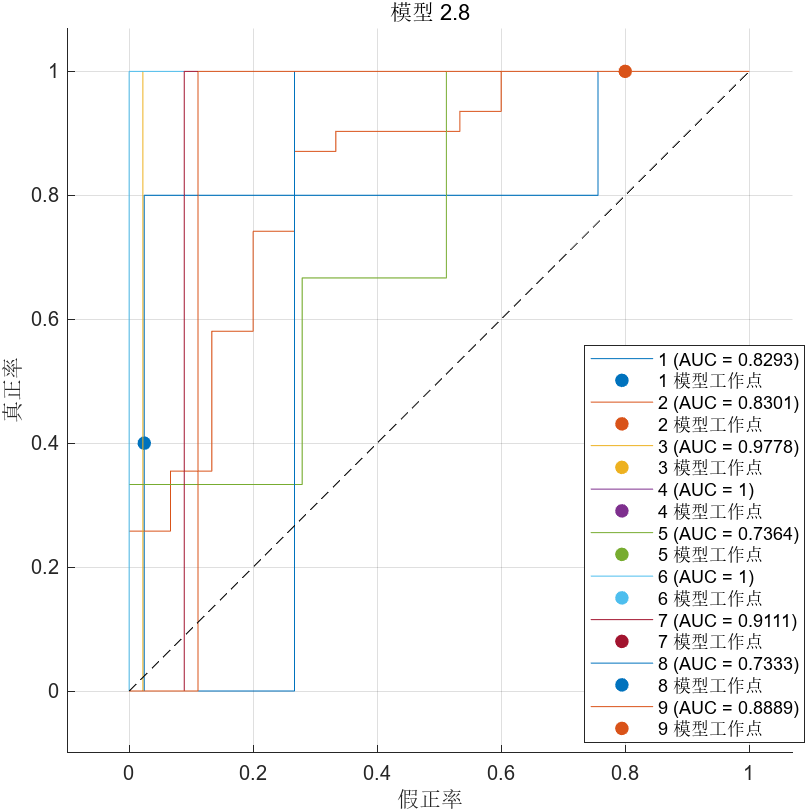 模型 2.8
真正率
1
0.8
0.6
0.4
0.2
0
0
0.2
0.4
0.6
0.8
1
假正率
1 (AUC = 0.8293)
1 模型工作点
2 (AUC = 0.8301)
2 模型工作点
3 (AUC = 0.9778)
3 模型工作点
4 (AUC = 1)
4 模型工作点
5 (AUC = 0.7364)
5 模型工作点
6 (AUC = 1)
6 模型工作点
7 (AUC = 0.9111)
7 模型工作点
8 (AUC = 0.7333)
8 模型工作点
9 (AUC = 0.8889)
9 模型工作点